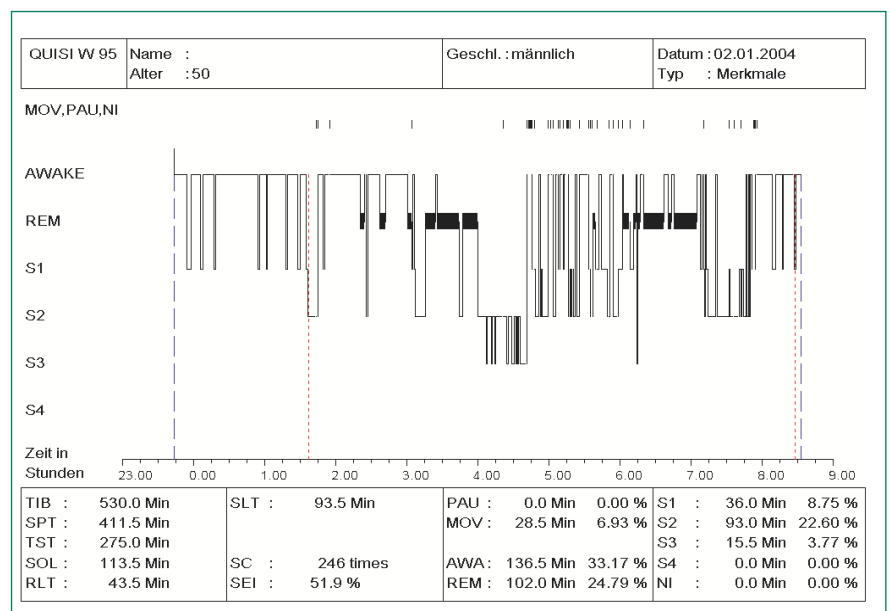 QUISI W 95 Name : Geschl. : männlich Datum : 02.01.2004
Alter : 50 Typ : Merkmale
MOV,PAU,NI
AWAKE
REM
S1
S2
S3
S4
Zeit in
Stunden 23.00 0.00 1.00 2.00 3.00 4.00 5.00 6.00 7.00 8.00 9.00
TIB : 530.0 Min SLT : 93.5 Min PAU : 0.0 Min 0.00 % S1 : 36.0 Min 8.75 %
SPT : 411.5 Min MOV : 28.5 Min 6.93 % S2 : 93.0 Min 22.60 %
TST : 275.0 Min S3 : 15.5 Min 3.77 %
SOL : 113.5 Min SC : 246 times AWA : 136.5 Min 33.17 % S4 : 0.0 Min 0.00 %
RLT : 43.5 Min SEI : 51.9 % REM : 102.0 Min 24.79 % NI : 0.0 Min 0.00 %